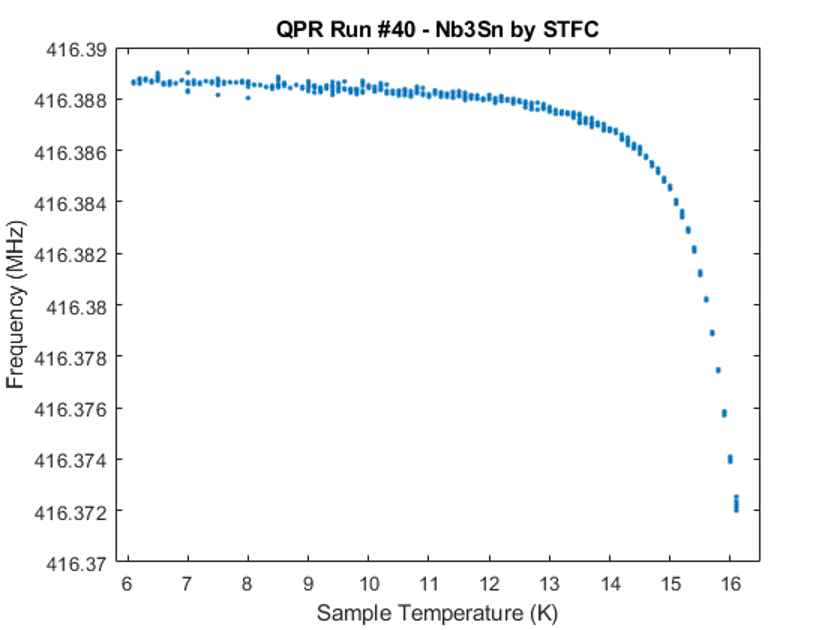 QPR Run #40 - Nb3Sn by STFC
416.39
416.388
416.386
416.384
416.382
416.38
416.378
416.376
416.374
416.372
416.37
Frequency (MHz)
6 7 8 9 10 11 12 13 14 15 16
Sample Temperature (K)